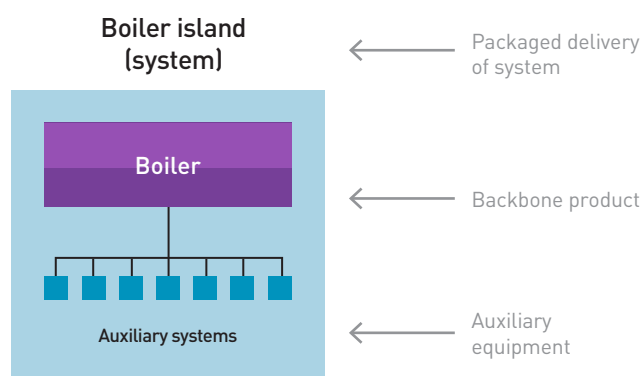 Boiler island
(system)
Packaged delivery
of system
Boiler
Backbone product
Auxiliary systems
Auxiliary
equipment